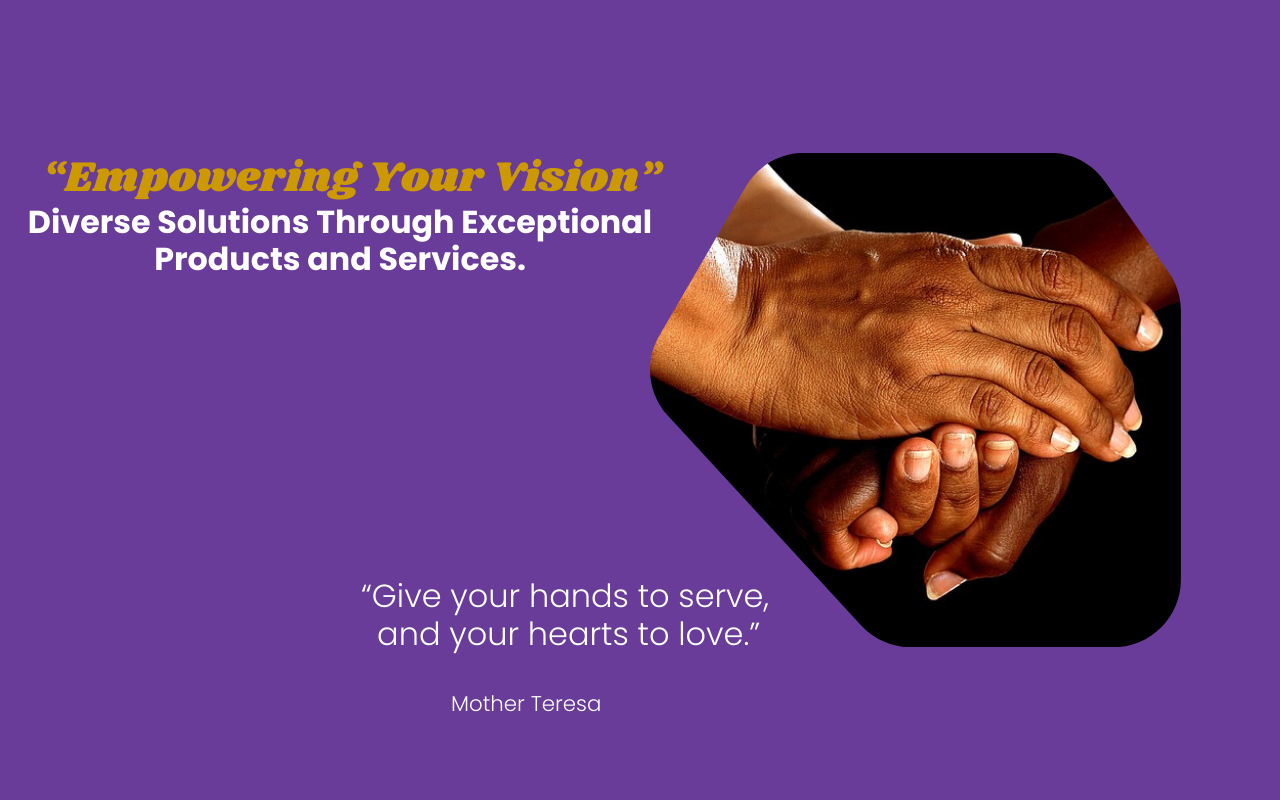 “Empowering Your Vision”
Diverse Solutions Through Exceptional
Products and Services.
“Give your hands to serve,
and your hearts to love.”
Mother Teresa